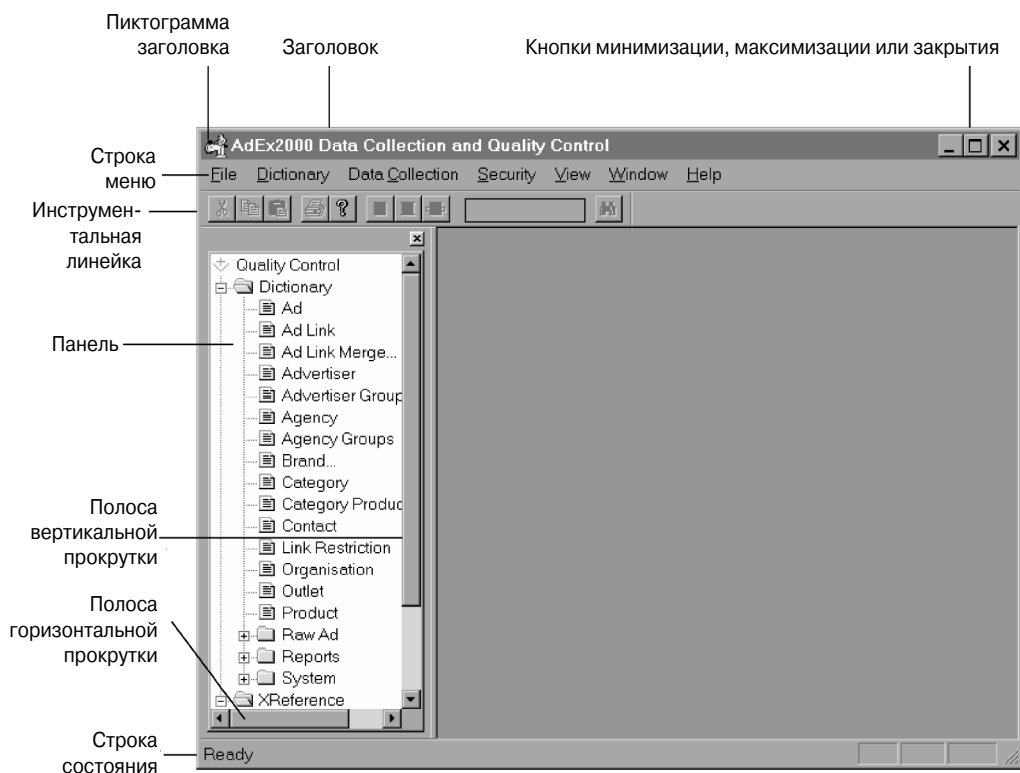 Пиктограмма
заголовка
Заголовок
Кнопки минимизации, максимизации или закрытия
AdEx2000 Data Collection and Quality Control
Строка
меню
File Dictionary Data Collection Security View Window Help
Инструмен-
тальная
линейка
Quality Control
Dictionary
Ad
Ad Link
Ad Link Merge...
Панель
Advertiser
Advertiser Group
Agency
Agency Groups
Brand...
Category
Category Produc
Contact
Link Restriction
Organisation
Outlet
Product
Raw Ad
Reports
System
XReference
Полоса
вертикальной
прокрутки
Полоса
горизонтальной
прокрутки
Строка
состояния
Ready